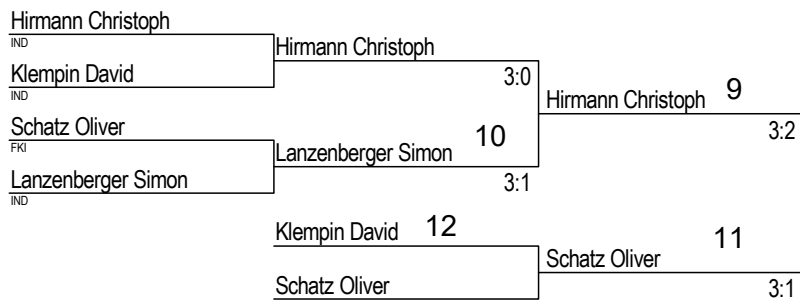 Hirmann Christoph
IND
Hirmann Christoph
Klempin David
3:0
IND
Hirmann Christoph 9
Schatz Oliver
3:2
FKI
Lanzenberger Simon 10
Lanzenberger Simon
3:1
IND
Klempin David 12
Schatz Oliver 11
Schatz Oliver
3:1